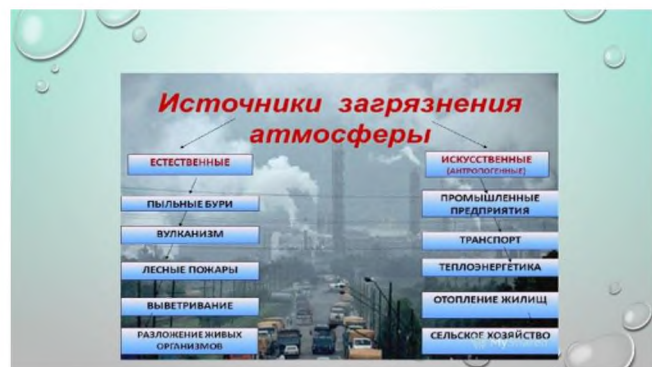 Источники загрязнения
атмосферы
ЕСТЕСТВЕННЫЕ
ПЫЛЬНЫЕ БУРИ
ВУЛКАНИЗМ
ЛЕСНЫЕ ПОЖАРЫ
ВЫВЕТРИВАНИЕ
РАЗЛОЖЕНИЕ ЖИВЫХ
ОРГАНИЗМОВ
ИСКУССТВЕННЫЕ
(АНТРОПОГЕННЫЕ)
ПРОМЫШЛЕННЫЕ
ПРЕДПРИЯТИЯ
ТРАНСПОРТ
ТЕПЛОЭНЕРГЕТИКА
ОТОПЛЕНИЕ ЖИЛИЩ
СЕЛЬСКОЕ ХОЗЯЙСТВО